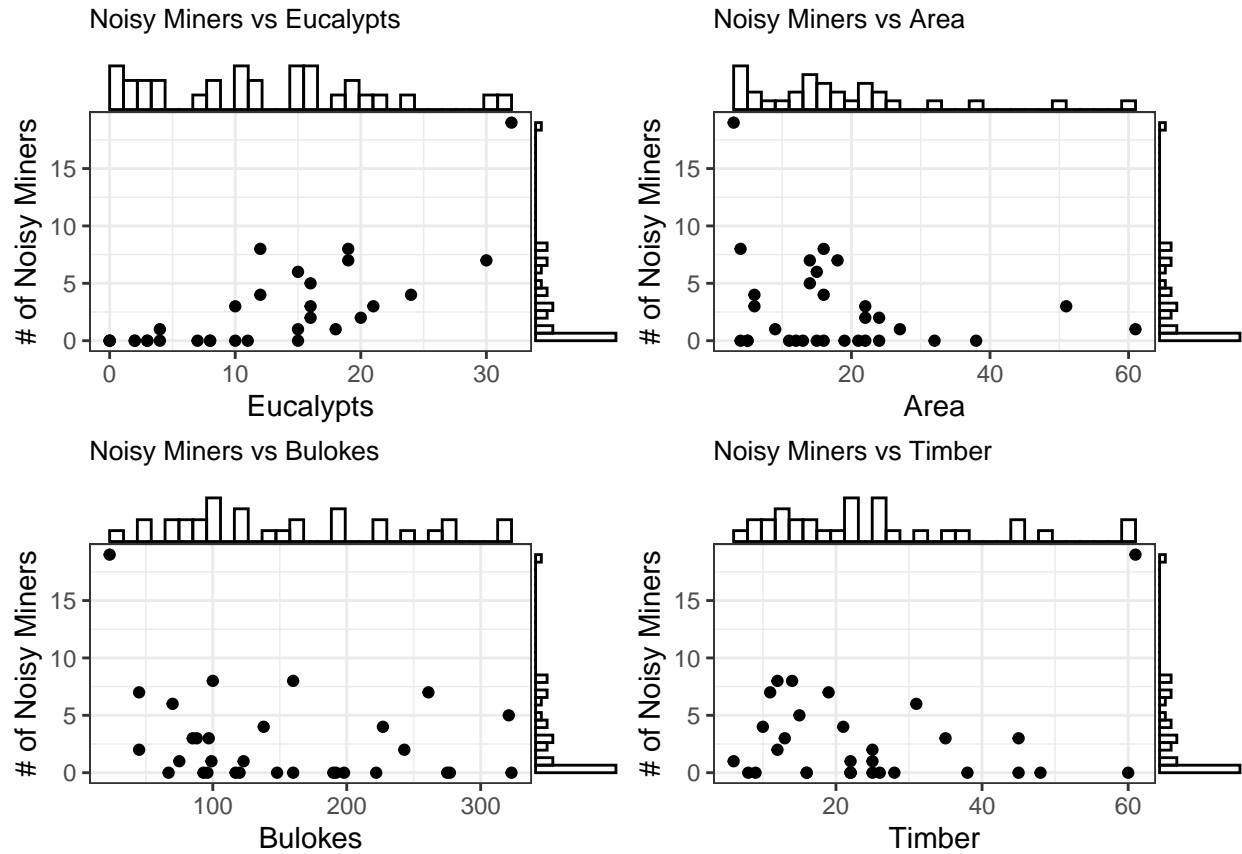 Noisy Miners vs Eucalypts
# of Noisy Miners
15
10
5
0
0 10 20 30
Eucalypts
Noisy Miners vs Area
# of Noisy Miners
15
10
5
0
20 40 60
Area
Noisy Miners vs Bulokes
# of Noisy Miners
15
10
5
0
100 200 300
Bulokes
Noisy Miners vs Timber
# of Noisy Miners
15
10
5
0
20 40 60
Timber